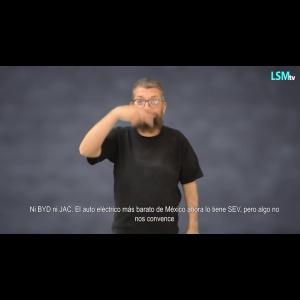 LSMtv
Ni BYD ni JAC. El auto eléctrico más barato de México ahora lo tiene SEV, pero algo no
nos convence